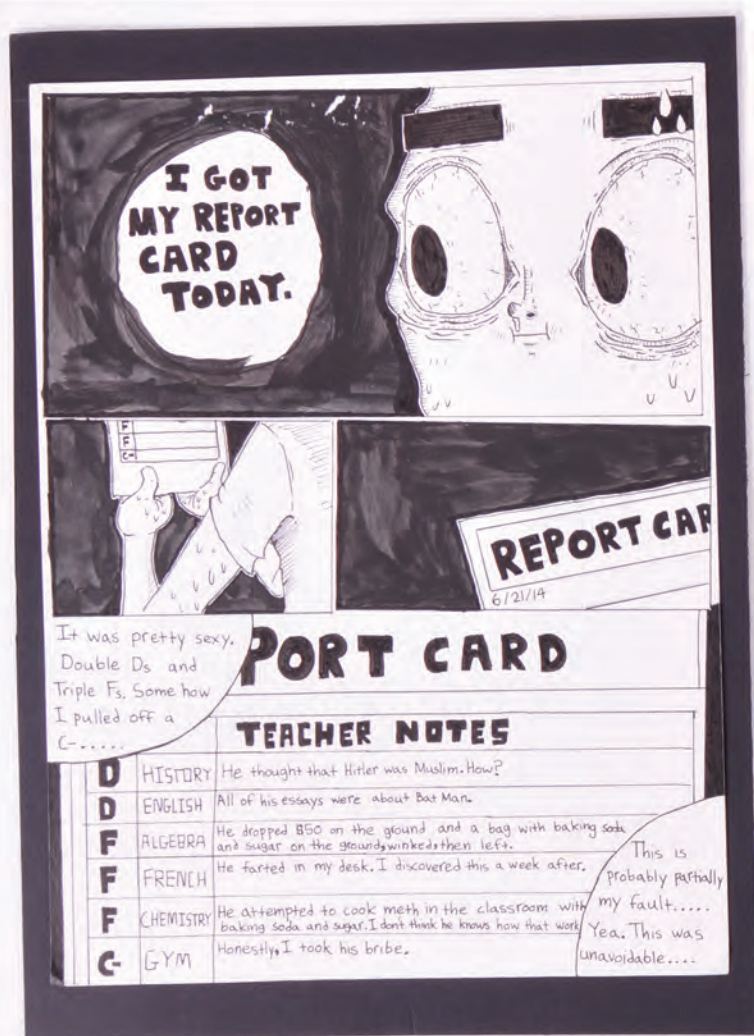 I GOT
MY REPORT
CARD
TODAY.
F
F
C-
REPORT CAR
6/21/14
It was pretty sexy.
Double Ds and
Triple Fs. Some how
I pulled off a
C-.....
PORT CARD
TEACHER NOTES
D HISTORY He thought that Hitler was Muslim. How?
D ENGLISH All of his essays were about Bat Man.
F ALGEBRA He dropped $50 on the ground and a bag with baking soda
and sugar on the ground, winked, then left.
F FRENCH He farted in my desk. I discovered this a week after.
F CHEMISTRY He attempted to cook meth in the classroom with
baking soda and sugar. I dont think he knows how that work
C- GYM Honestly, I took his bribe.
This is
probably partially
my fault.....
Yea. This was
unavoidable....